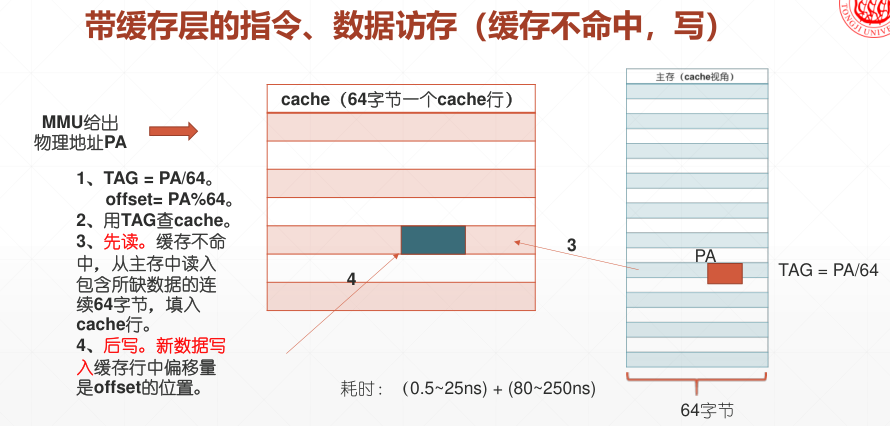 带缓存层的指令、数据访存（缓存不命中，写）
TONGJI UNIV
主存（cache视角）
cache（64字节一个cache行）
MMU给出
物理地址PA
1、TAG = PA/64。
offset= PA%64。
2、用TAG查cache。
3、先读。缓存不命
中，从主存中读入
包含所缺数据的连
续64字节，填入
cache行。
4、后写。新数据写
入缓存行中偏移量
是offset的位置。
3
4
PA
TAG = PA/64
耗时：（0.5~25ns) + (80~250ns)
64字节